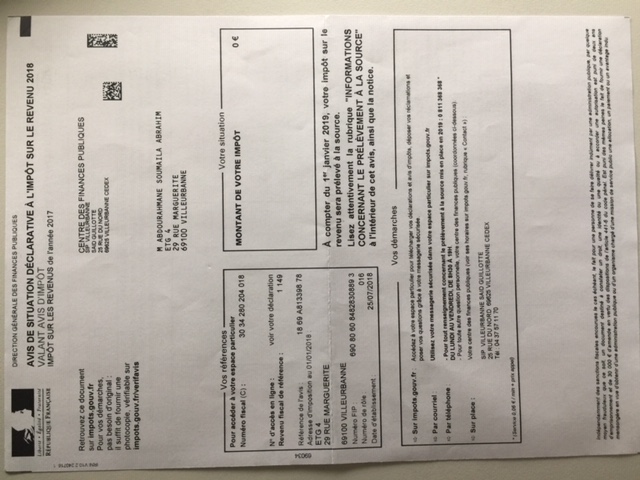 DIRECTION GÉNÉRALE DES FINANCES PUBLIQUES
AVIS DE SITUATION DÉCLARATIVE À L'IMPÔT SUR LE REVENU 2018
VALANT AVIS D'IMPÔT
IMPÔT SUR LES REVENUS de l'année 2017
Liberté • Égalité • Fraternité
RÉPUBLIQUE FRANÇAISE
Retrouvez ce document
sur impots.gouv.fr
Pour vos démarches,
pas besoin d'original :
il suffit de fournir une
photocopie, vérifiable sur
impots.gouv.fr/verifavis
CENTRE DES FINANCES PUBLIQUES
SIP VILLEURBANNE
SAID GUILLOTTE
25 RUE DU NORD
69625 VILLEURBANNE CEDEX
M ABDOURAHMANE SOUMAILA ABRAHIM
ETG 4
29 RUE MARGUERITE
69100 VILLEURBANNE
Vos références
Pour accéder à votre espace particulier
Numéro fiscal (C) : 30 34 280 204 018
N° d'accès en ligne : voir votre déclaration
Revenu fiscal de référence : 1 149
Référence de l'avis : 18 69 A813398 78
Adresse d'imposition au 01/01/2018 :
ETG 4
29 RUE MARGUERITE
69100 VILLEURBANNE
Numéro FIP 690 80 60 8482830889 3
Numéro de rôle 016
Date d'établissement : 25/07/2018
Votre situation
MONTANT DE VOTRE IMPÔT 0 €
À compter du 1er janvier 2019, votre impôt sur le
revenu sera prélevé à la source.
Lisez attentivement la rubrique "INFORMATIONS
CONCERNANT LE PRÉLÈVEMENT À LA SOURCE"
à l'intérieur de cet avis, ainsi que la notice.
Vos démarches
Sur impots.gouv.fr : Accédez à votre espace particulier pour télécharger vos déclarations et avis d'impôts, déposer vos réclamations et
poser vos questions grâce à votre messagerie sécurisée.
Par courriel : Utilisez votre messagerie sécurisée dans votre espace particulier sur impots.gouv.fr
Par téléphone : - Pour tout renseignement concernant le prélèvement à la source mis en place en 2019 : 0 811 368 368 *
DU LUNDI AU VENDREDI, DE 8H30 À 19H.
- Pour toute autre question personnelle, votre centre des finances publiques (coordonnées ci-dessous)
Sur place : Votre centre des finances publiques (voir ses horaires sur impots.gouv.fr, rubrique « Contact ») :
SIP VILLEURBANNE SAID GUILLOTTE
25 RUE DU NORD 69625 VILLEURBANNE CEDEX
Tél : 04 37 57 11 70
* (Service 0,06 € / min + prix appel)
Indépendamment des sanctions fiscales encourues le cas échéant, le fait pour une personne de se faire délivrer indûment par une administration publique, par quelque
moyen frauduleux que ce soit, un document destiné à constater un droit, une identité ou une qualité ou à accorder une autorisation est puni de deux ans
d'emprisonnement et de 30 000 € d'amende en vertu des dispositions de l'article 441-6 du code pénal. Est puni des mêmes peines le fait de fournir une déclaration
mensongère en vue d'obtenir d'une administration publique ou d'un organisme chargé d'une mission de service public une allocation, un paiement ou un avantage indu.